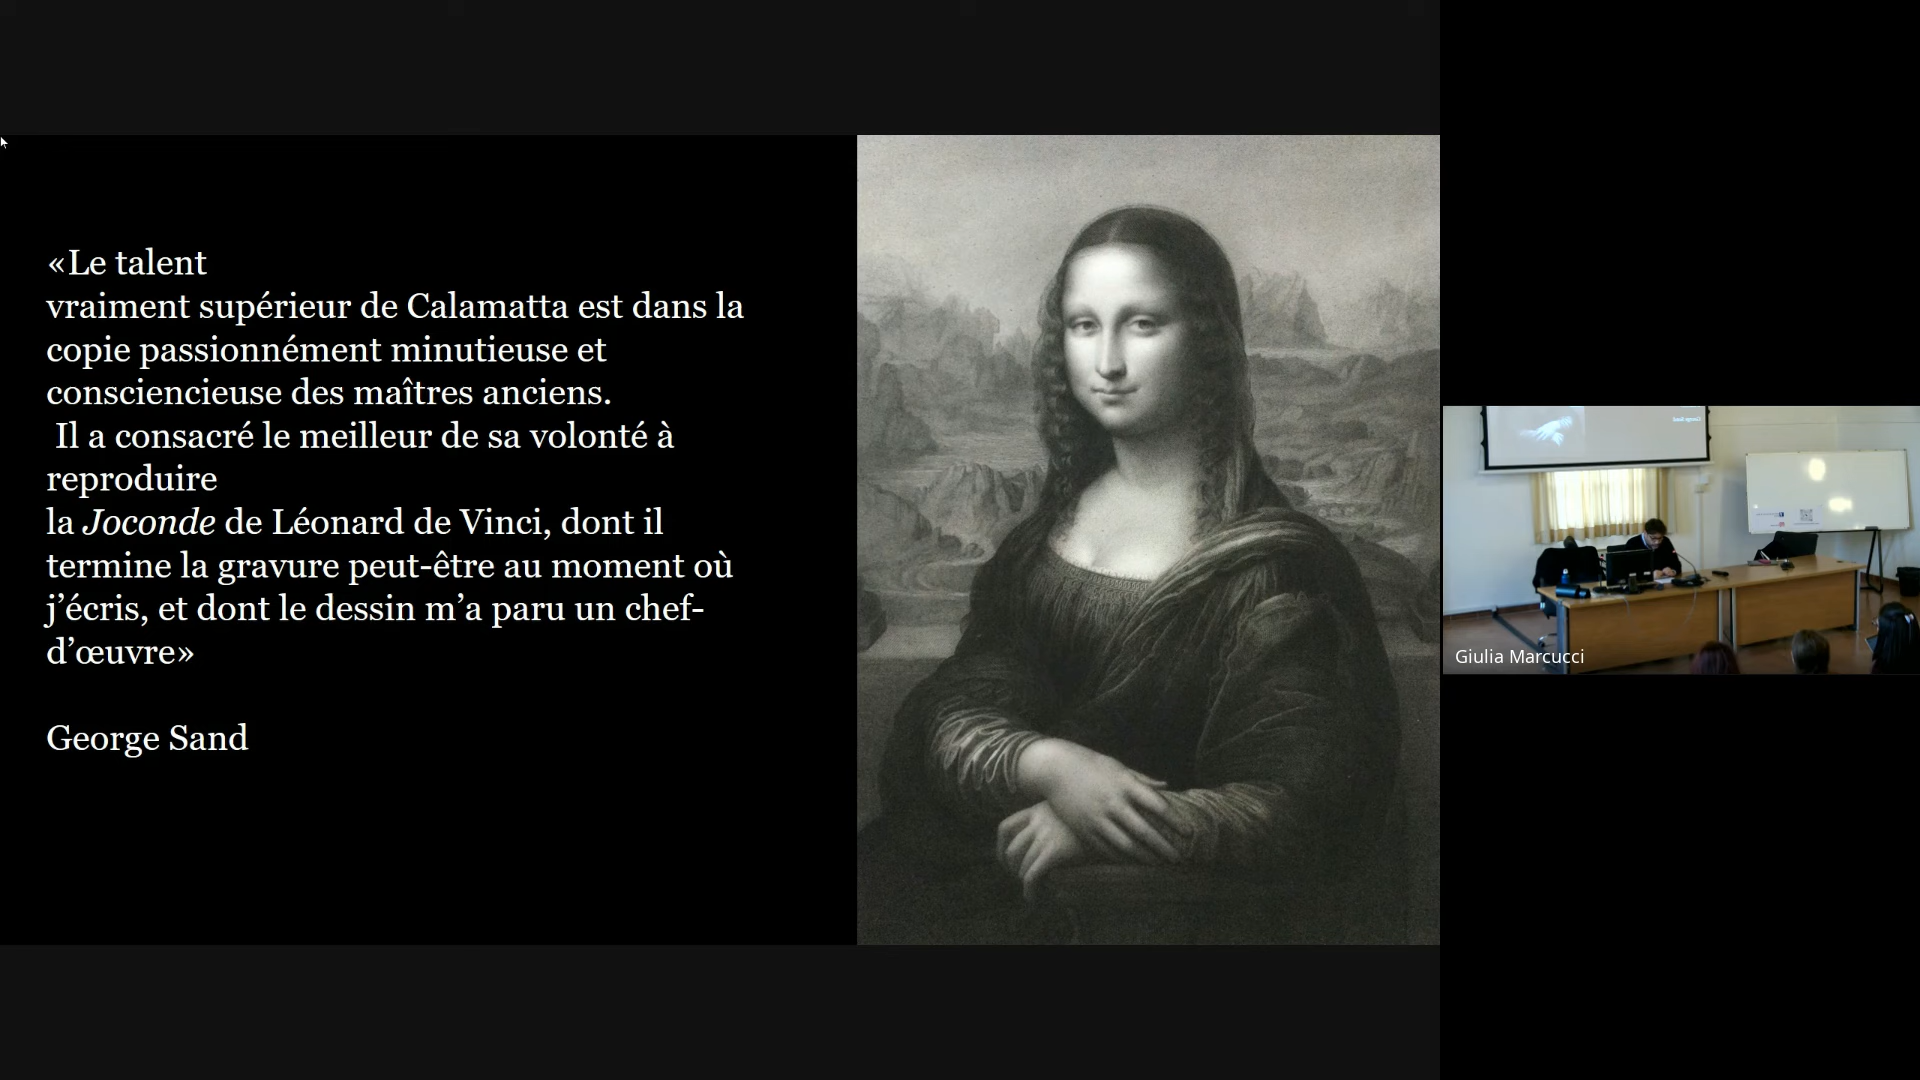 «Le talent
vraiment supérieur de Calamatta est dans la
copie passionnément minutieuse et
consciencieuse des maîtres anciens.
Il a consacré le meilleur de sa volonté à
reproduire
la Joconde de Léonard de Vinci, dont il
termine la gravure peut-être au moment où
j’écris, et dont le dessin m’a paru un chef-
d’œuvre»
George Sand
Giulia Marcucci